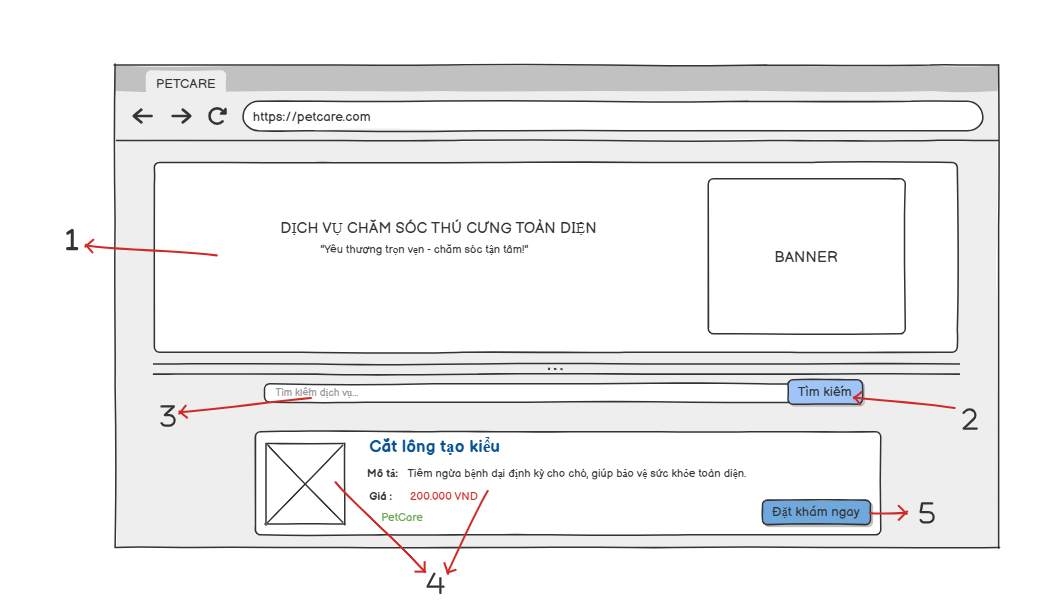 PETCARE
https://petcare.com
DỊCH VỤ CHĂM SÓC THÚ CƯNG TOÀN DIỆN
"Yêu thương trọn vẹn - chăm sóc tận tâm!"
BANNER
1
Tìm kiếm dịch vụ...
Tìm kiếm
3
2
Cắt lông tạo kiểu
Mô tả: Tiêm ngừa bệnh dại định kỳ cho chó, giúp bảo vệ sức khỏe toàn diện.
Giá : 200.000 VND
PetCare
Đặt khám ngay
5
4